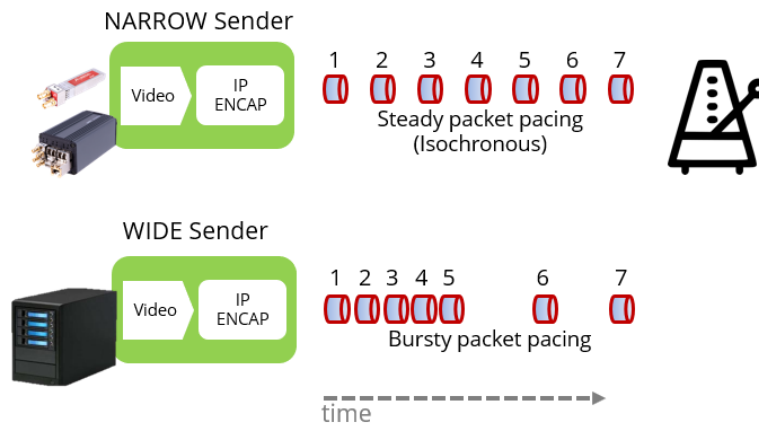 NARROW Sender
Video
IP
ENCAP
1 2 3 4 5 6 7
Steady packet pacing
(Isochronous)
WIDE Sender
Video
IP
ENCAP
1 2 3 4 5 6 7
Bursty packet pacing
time